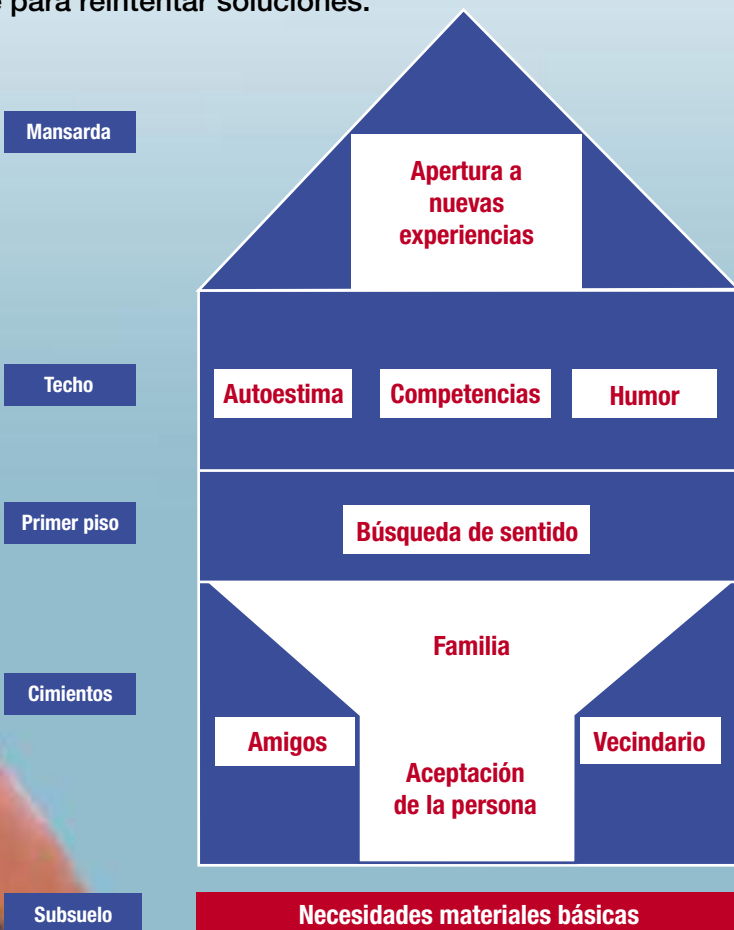 para reintentar soluciones.
Mansarda
Apertura a
nuevas
experiencias
Techo
Autoestima
Competencias
Humor
Primer piso
Búsqueda de sentido
Familia
Cimientos
Amigos
Vecindario
Aceptación
de la persona
Subsuelo
Necesidades materiales básicas